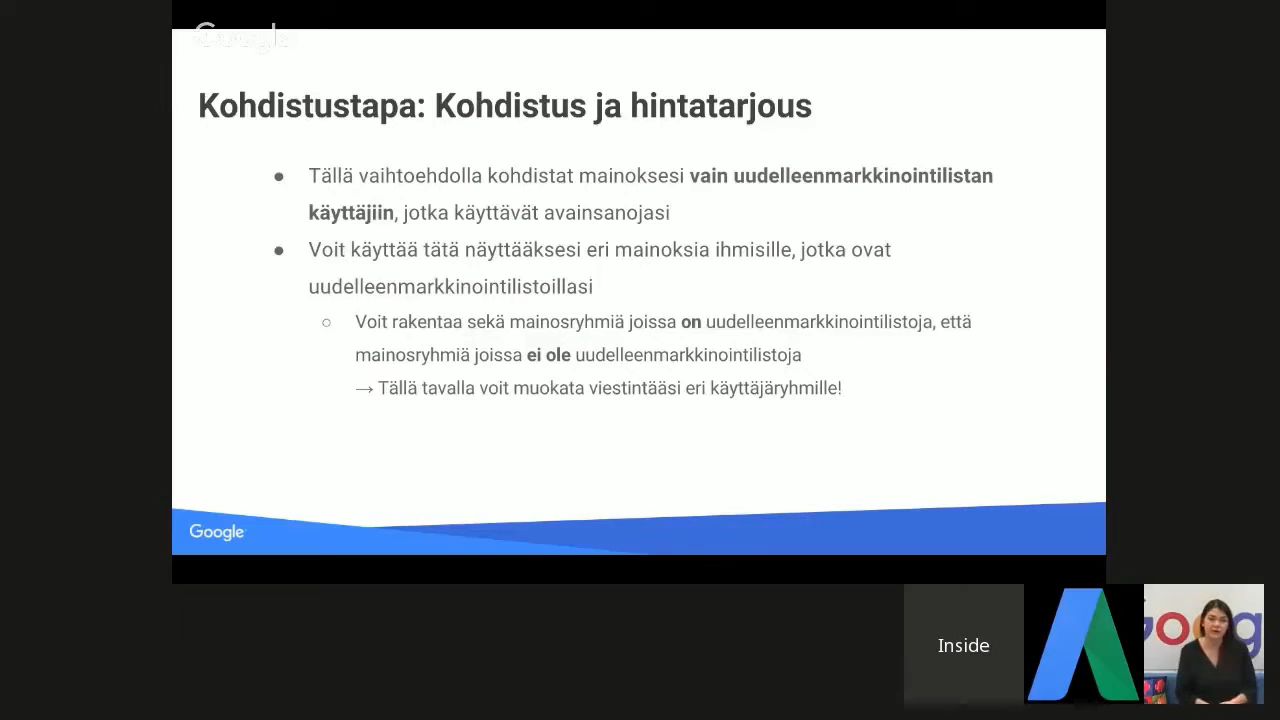 Google
Kohdistustapa: Kohdistus ja hintatarjous
● Tällä vaihtoehdolla kohdistat mainoksesi vain uudelleenmarkkinointilistan
käyttäjiin, jotka käyttävät avainsanojasi
● Voit käyttää tätä näyttääksesi eri mainoksia ihmisille, jotka ovat
uudelleenmarkkinointilistoillasi
○ Voit rakentaa sekä mainosryhmiä joissa on uudelleenmarkkinointilistoja, että
mainosryhmiä joissa ei ole uudelleenmarkkinointilistoja
→ Tällä tavalla voit muokata viestintääsi eri käyttäjäryhmille!
Google
Inside
Goog